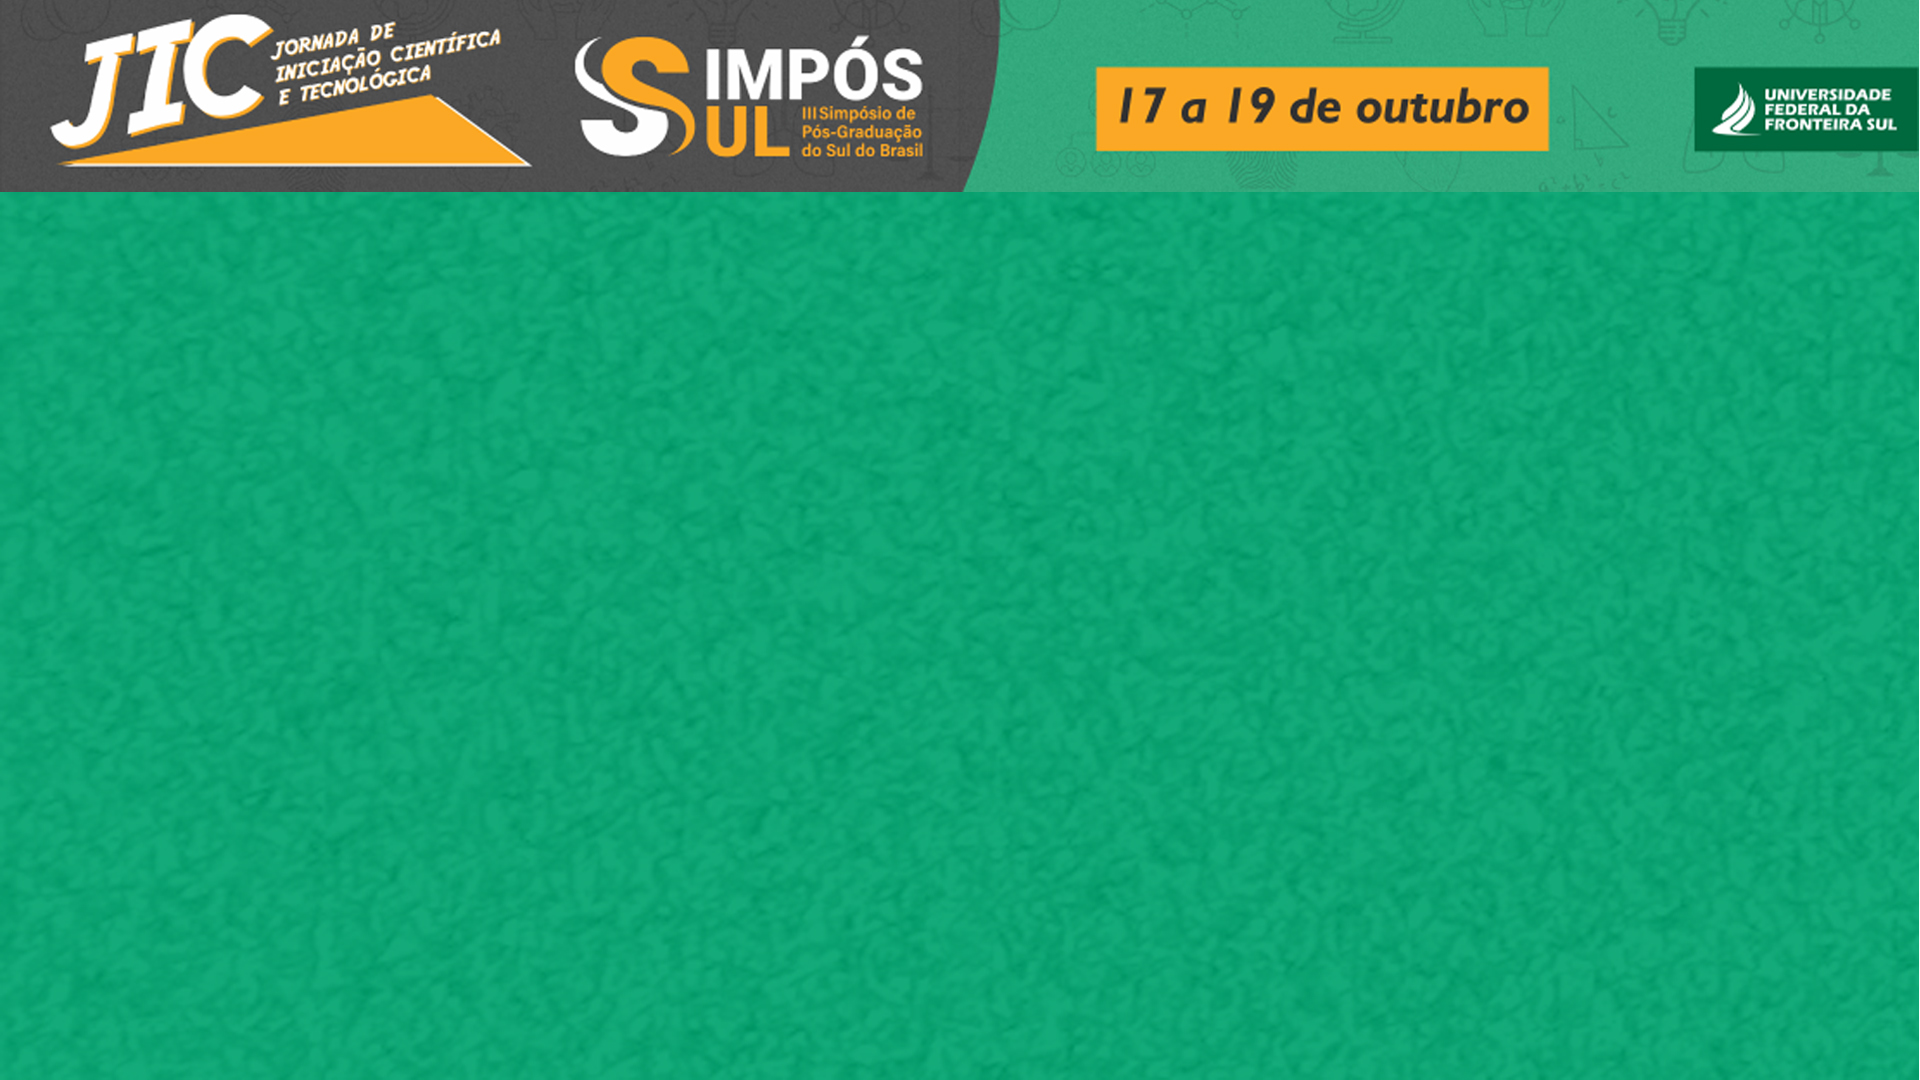 JIC
JORNADA DE
INICIAÇÃO CIENTÍFICA
E TECNOLÓGICA
SIMPÓS
SUL
III Simpósio de
Pós-Graduação
do Sul do Brasil
17 a 19 de outubro
UNIVERSIDADE
FEDERAL DA
FRONTEIRA SUL